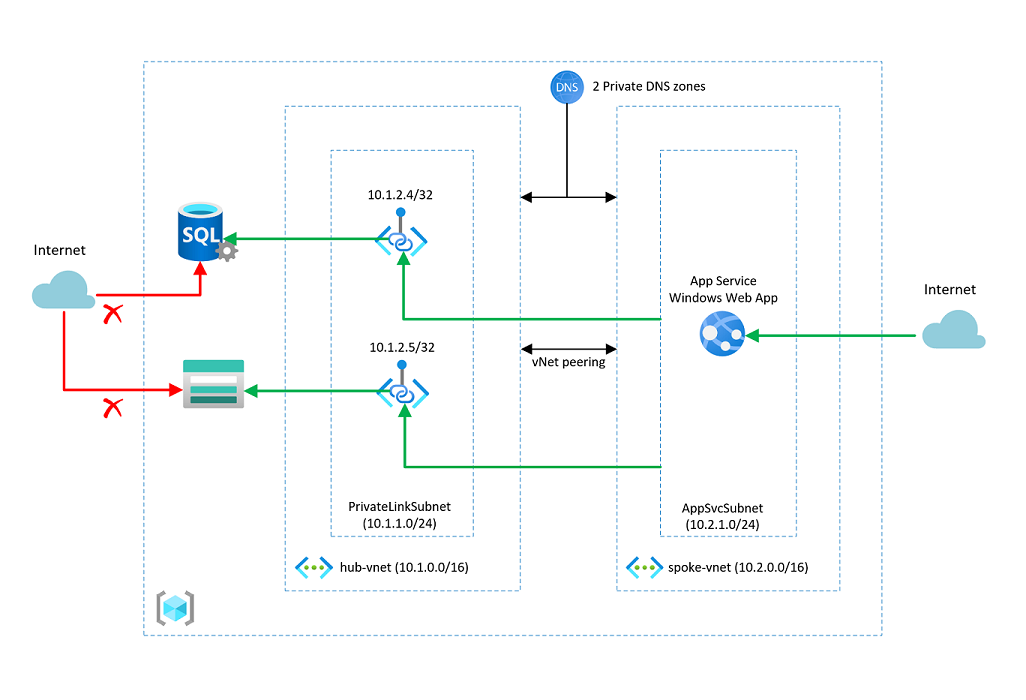 DNS
2 Private DNS zones
10.1.2.4/32
SQL
Internet
App Service
Windows Web App
Internet
10.1.2.5/32
vNet peering
PrivateLinkSubnet
(10.1.1.0/24)
AppSvcSubnet
(10.2.1.0/24)
hub-vnet (10.1.0.0/16)
spoke-vnet (10.2.0.0/16)